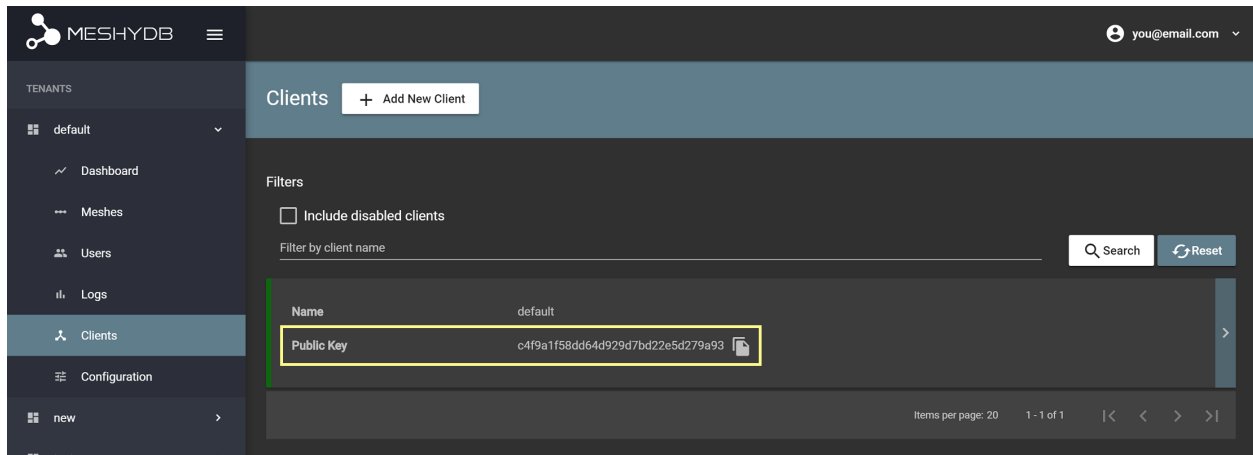 MESHYDB
you@email.com
TENANTS
default
Dashboard
Meshes
Users
Logs
Clients
Configuration
new
Clients
+ Add New Client
Filters
Include disabled clients
Filter by client name
Search
Reset
Name default
Public Key c4f9a1f58dd64d929d7bd22e5d279a93
Items per page: 20 1 - 1 of 1